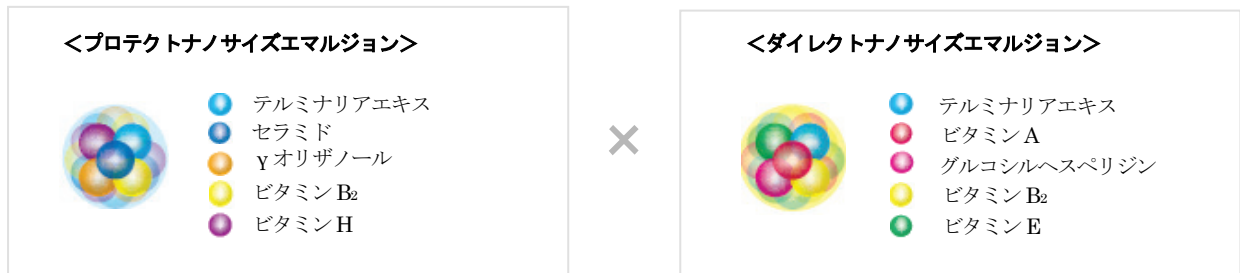 ＜プロテクトナノサイズエマルジョン＞
テルミナリアエキス
セラミド
γオリザノール
ビタミンB₂
ビタミンH
×
＜ダイレクトナノサイズエマルジョン＞
テルミナリアエキス
ビタミンA
グルコシルヘスペリジン
ビタミンB₂
ビタミンE